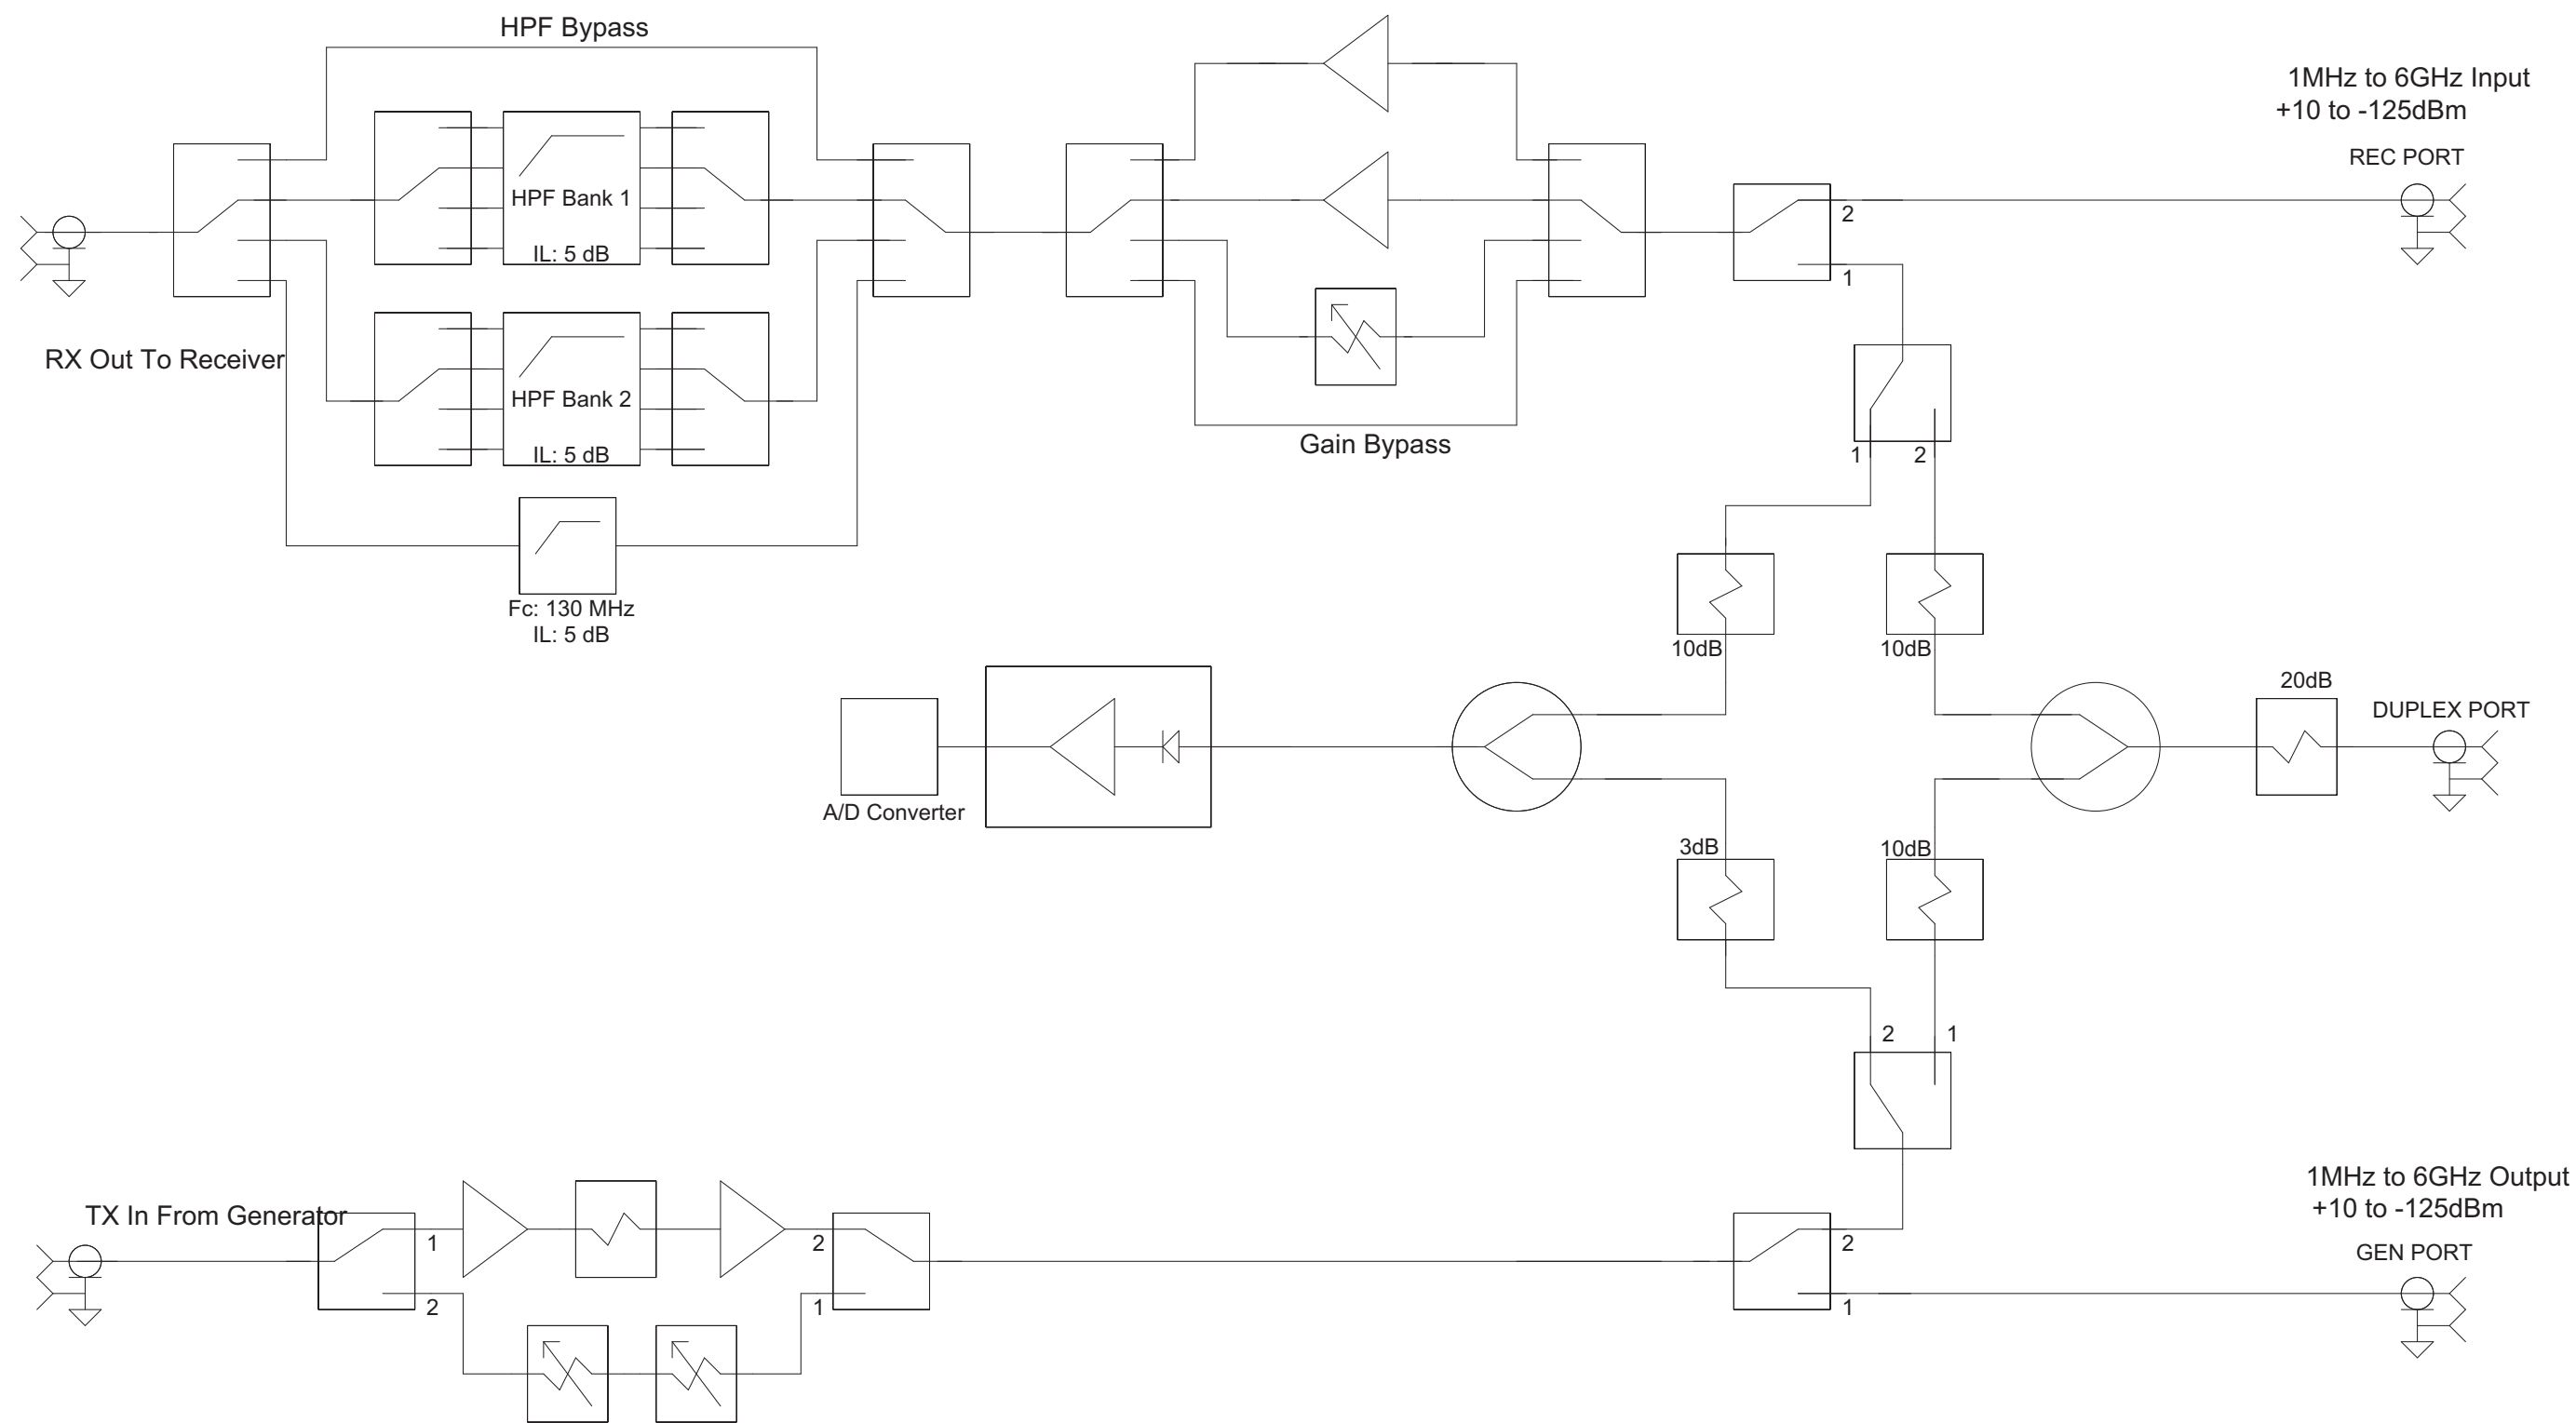 HPF Bypass
1MHz to 6GHz Input
+10 to -125dBm
REC PORT
HPF Bank 1
IL: 5 dB
2
1
RX Out To Receiver
HPF Bank 2
IL: 5 dB
Gain Bypass
1
2
Fc: 130 MHz
IL: 5 dB
10dB
10dB
20dB
DUPLEX PORT
A/D Converter
3dB
10dB
2
1
1MHz to 6GHz Output
+10 to -125dBm
GEN PORT
TX In From Generator
1
2
2
1
2
1